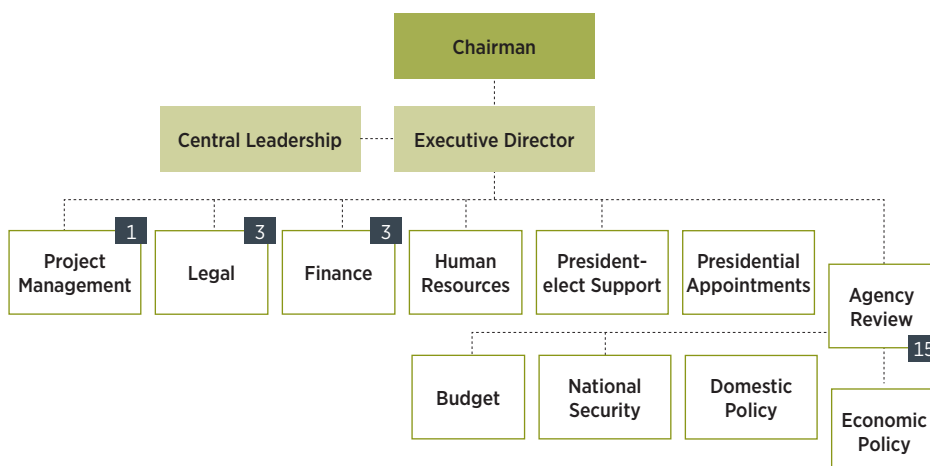 Chairman
Central Leadership
Executive Director
1
3
3
Project
Management
Legal
Finance
Human
Resources
President-
elect Support
Presidential
Appointments
Agency
Review
15
Budget
National
Security
Domestic
Policy
Economic
Policy